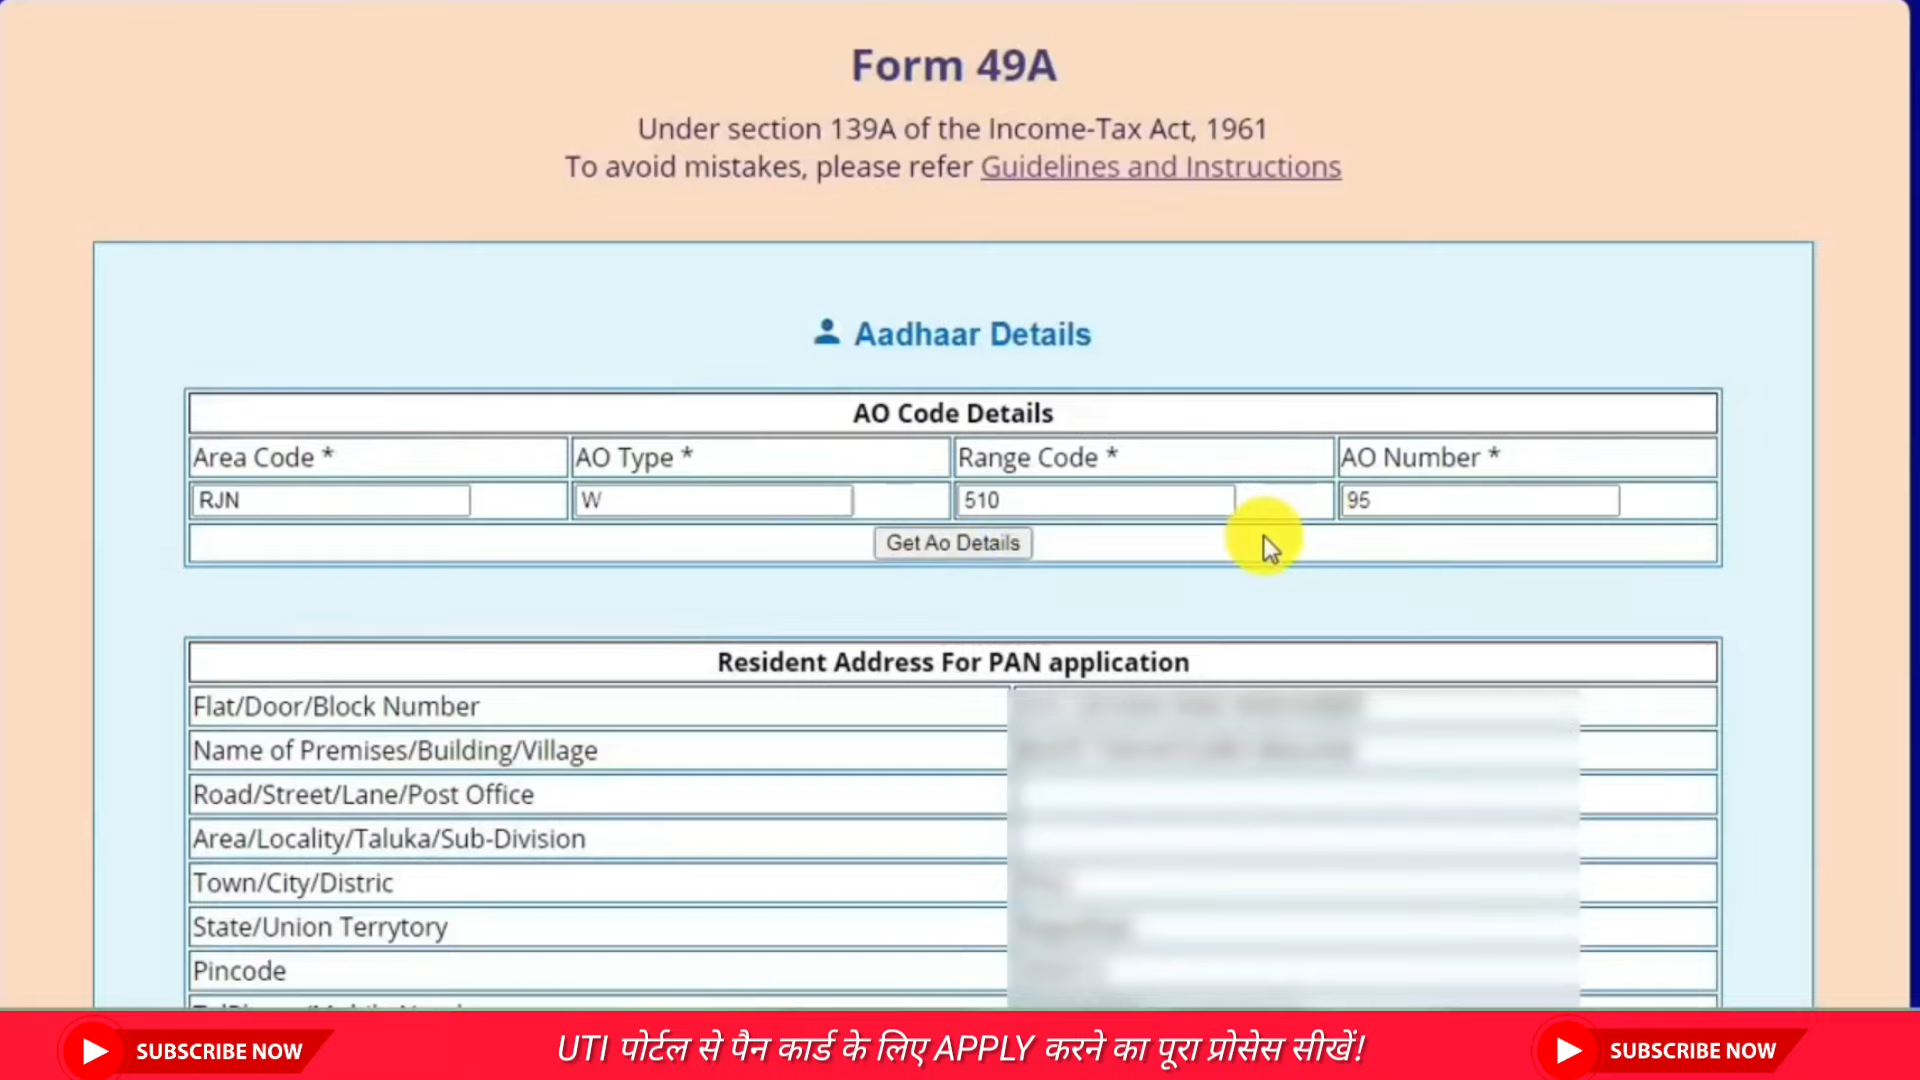 Form 49A
Under section 139A of the Income-Tax Act, 1961
To avoid mistakes, please refer Guidelines and Instructions
Aadhaar Details
AO Code Details
Area Code * AO Type * Range Code * AO Number *
RJN W 510 95
Get Ao Details
Resident Address For PAN application
Flat/Door/Block Number
Name of Premises/Building/Village
Road/Street/Lane/Post Office
Area/Locality/Taluka/Sub-Division
Town/City/Distric
State/Union Terrytory
Pincode
SUBSCRIBE NOW UTI पोर्टल से पैन कार्ड के लिए APPLY करने का पूरा प्रोसेस सीखें! SUBSCRIBE NOW